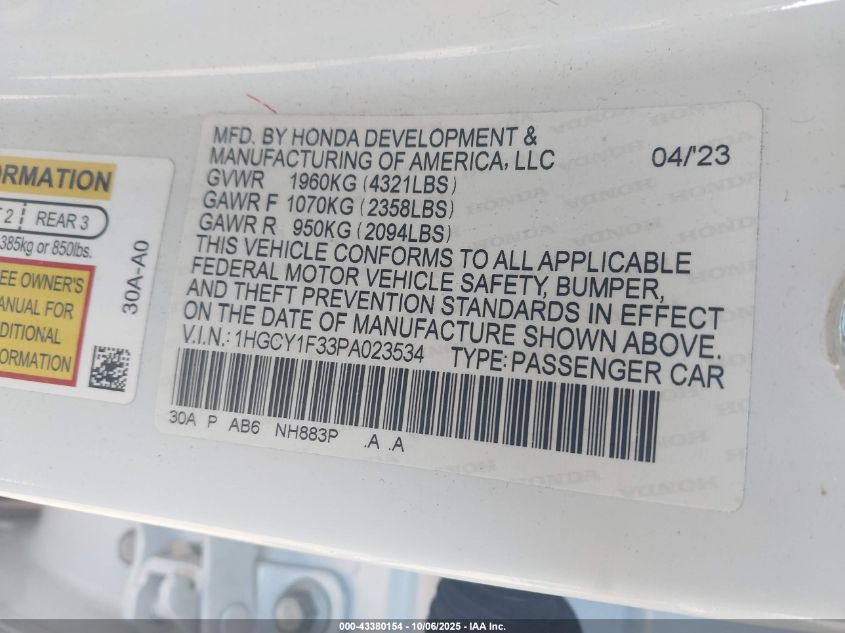 ORMATION
2 REAR 3
385kg or 850lbs.
EE OWNER'S
ANUAL FOR
DITIONAL
ORMATION
30A-A0
MFD. BY HONDA DEVELOPMENT &
MANUFACTURING OF AMERICA, LLC 04/'23
GVWR 1960KG (4321LBS)
GAWR F 1070KG (2358LBS)
GAWR R 950KG (2094LBS)
THIS VEHICLE CONFORMS TO ALL APPLICABLE
FEDERAL MOTOR VEHICLE SAFETY, BUMPER,
AND THEFT PREVENTION STANDARDS IN EFFECT
ON THE DATE OF MANUFACTURE SHOWN ABOVE.
V.I.N.: 1HGCY1F33PA023534 TYPE: PASSENGER CAR
30A P AB6 NH883P .A .A
HONDA
000-43380154 - 10/06/2025 - IAA Inc.